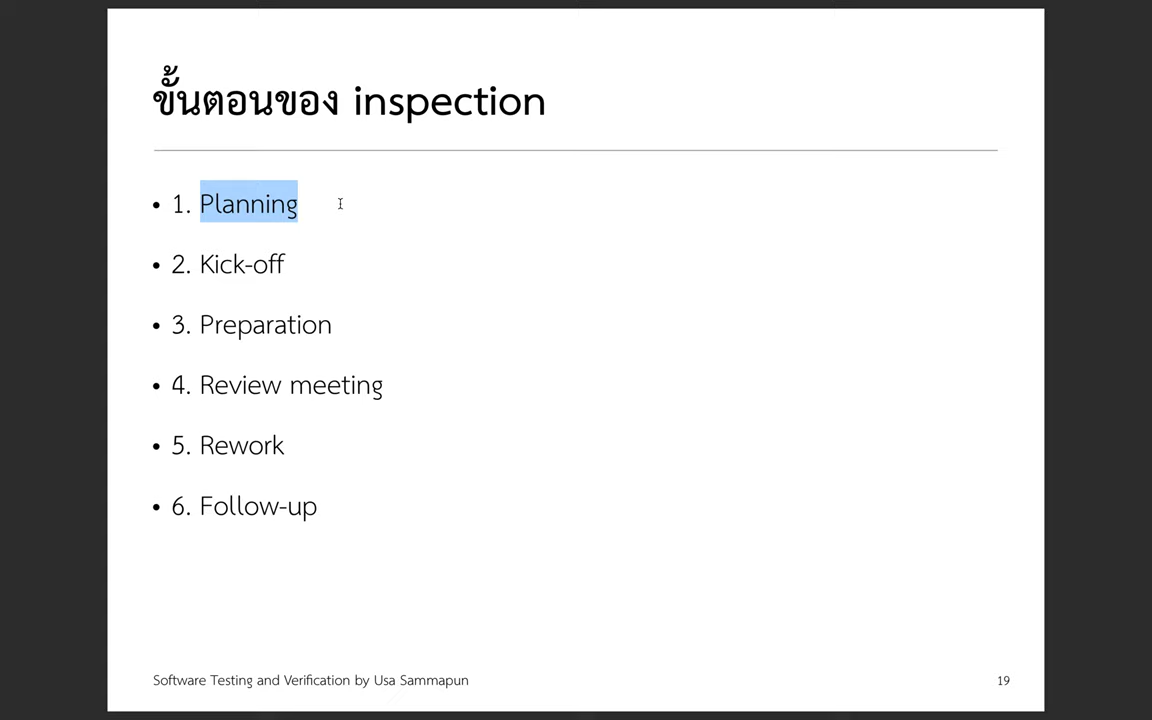 ขั้นตอนของ inspection
• 1. Planning
• 2. Kick-off
• 3. Preparation
• 4. Review meeting
• 5. Rework
• 6. Follow-up
Software Testing and Verification by Usa Sammapun
19